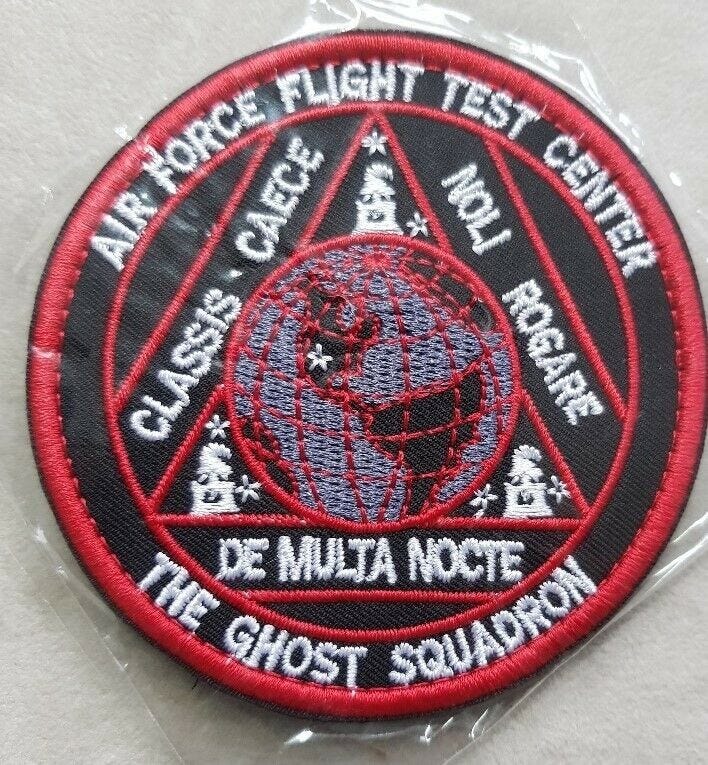 AIR FORCE FLIGHT TEST CENTER
CLASSIS CAECE
NOLI ROGARE
DE MULTA NOCTE
THE GHOST SQUADRON